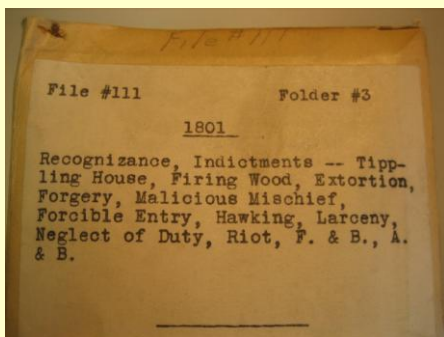 File #111
File #111 Folder #3
1801
Recognizance, Indictments -- Tipp-
ling House, Firing Wood, Extortion,
Forgery, Malicious Mischief,
Forcible Entry, Hawking, Larceny,
Neglect of Duty, Riot, F. & B., A.
& B.